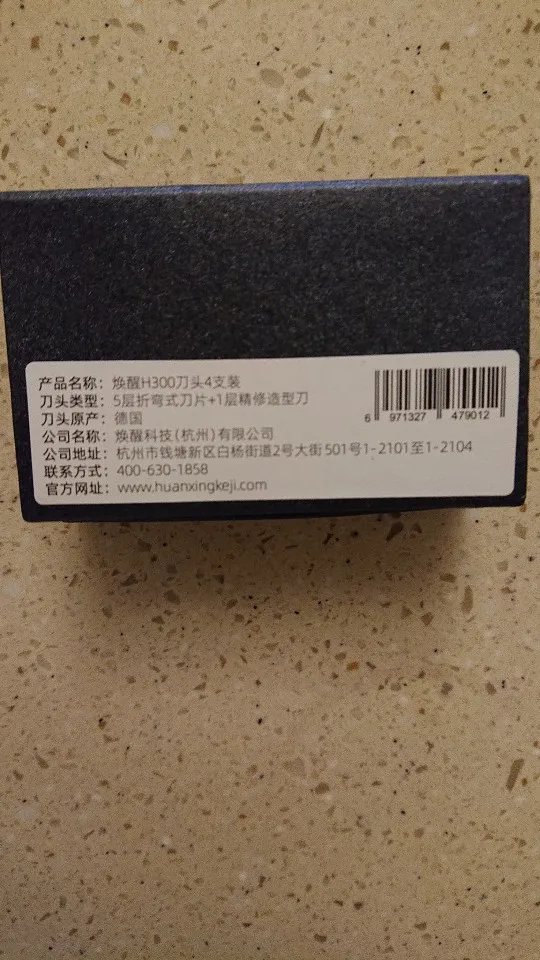 产品名称：焕醒H300刀头4支装
刀头类型：5层折弯式刀片+1层精修造型刀
刀头原产：德国
公司名称：焕醒科技(杭州)有限公司
公司地址：杭州市钱塘新区白杨街道2号大街501号1-2101至1-2104
联系方式：400-630-1858
官方网址：www.huanxingkeji.com
6 971327 479012